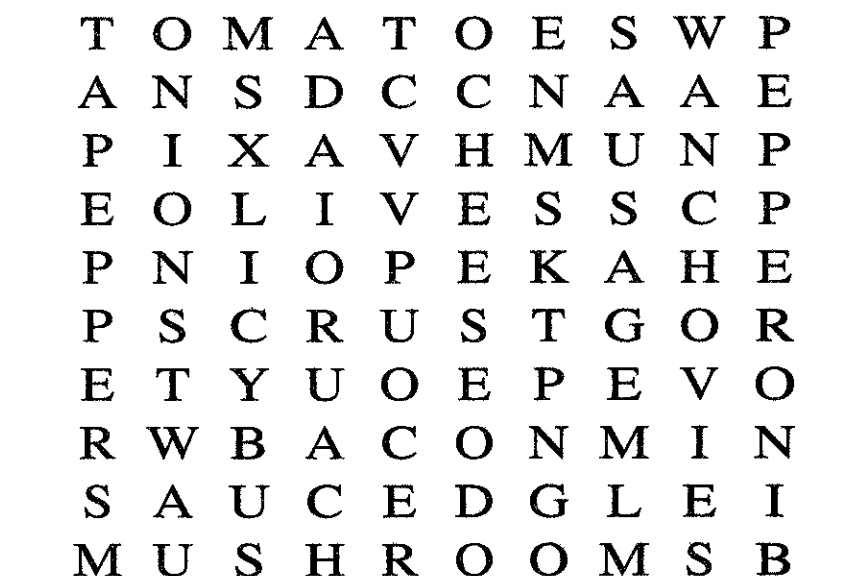 T O M A T O E S W P
A N S D C C N A A E
P I X A V H M U N P
E O L I V E S S C P
P N I O P E K A H E
P S C R U S T G O R
E T Y U O E P E V O
R W B A C O N M I N
S A U C E D G L E I
M U S H R O O M S B